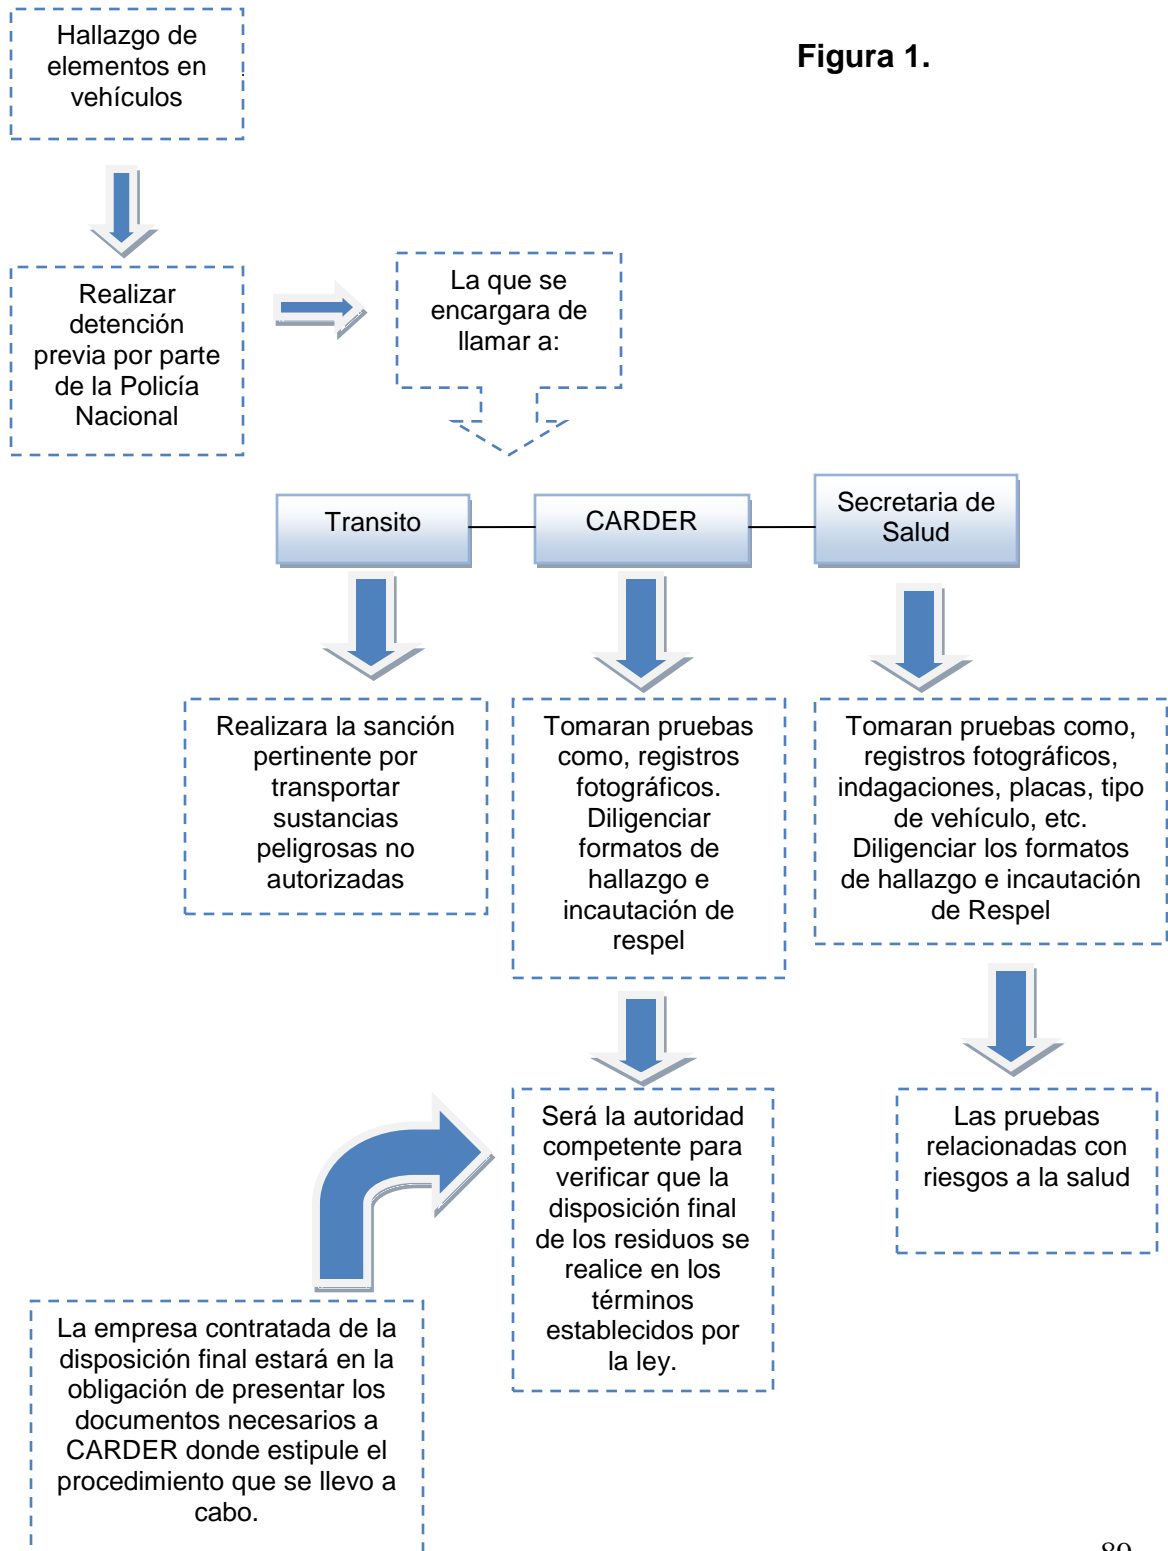 Hallazgo de
elementos en
vehículos
Figura 1.
Realizar
detención
previa por parte
de la Policía
Nacional
La que se
encargara de
llamar a:
Transito
CARDER
Secretaria de
Salud
Realizara la sanción
pertinente por
transportar
sustancias
peligrosas no
autorizadas
Tomaran pruebas
como, registros
fotográficos.
Diligenciar
formatos de
hallazgo e
incautación de
respel
Tomaran pruebas como,
registros fotográficos,
indagaciones, placas, tipo
de vehículo, etc.
Diligenciar los formatos
de hallazgo e incautación
de Respel
Será la autoridad
competente para
verificar que la
disposición final
de los residuos se
realice en los
términos
establecidos por
la ley.
Las pruebas
relacionadas con
riesgos a la salud
La empresa contratada de la
disposición final estará en la
obligación de presentar los
documentos necesarios a
CARDER donde estipule el
procedimiento que se llevo a
cabo.